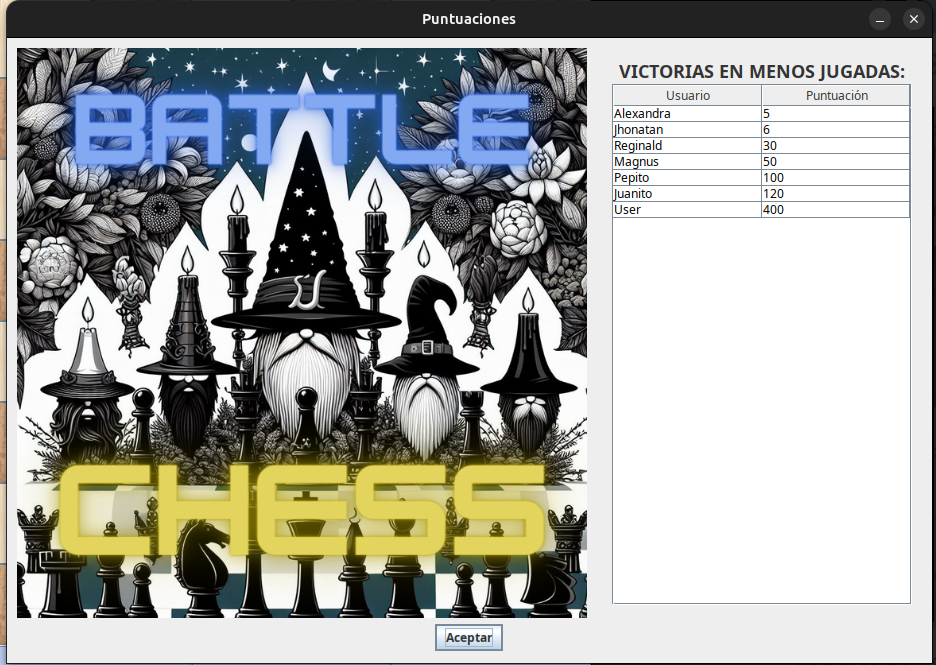 Puntuaciones
BATTLE
CHESS
VICTORIAS EN MENOS JUGADAS:
Usuario Puntuación
Alexandra 5
Jhonatan 6
Reginald 30
Magnus 50
Pepito 100
Juanito 120
User 400
Aceptar